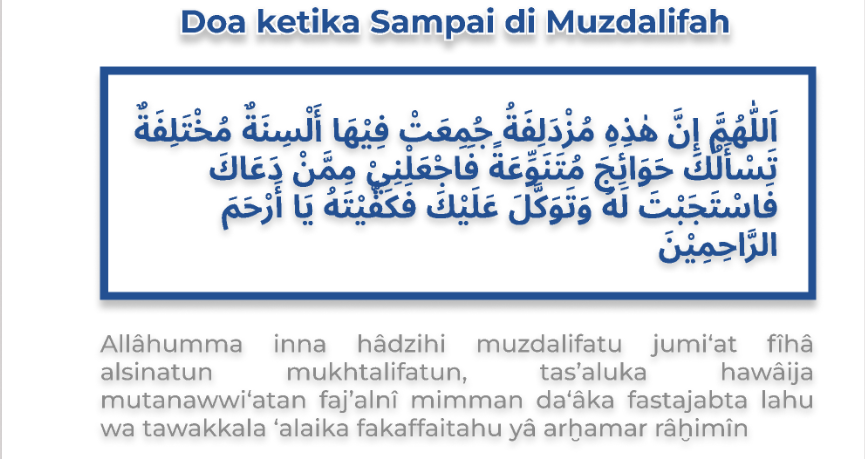 Doa ketika Sampai di Muzdalifah
اَللّٰهُمَّ إِنَّ هٰذِهِ مُزْدَلِفَةُ جُمِعَتْ فِيْهَا أَلْسِنَةٌ مُخْتَلِفَةٌ
تَسْأَلُكَ حَوَائِجَ مُتَنَوِّعَةً فَاجْعَلْنِيْ مِمَّنْ دَعَاكَ
فَاسْتَجَبْتَ لَهُ وَتَوَكَّلَ عَلَيْكَ فَكَفَّيْتَهُ يَا أَرْحَمَ
الرَّاحِمِيْنَ
Allâhumma inna hâdzihi muzdalifatu jumi‘at fîhâ
alsinatun mukhtalifatun, tas’aluka hawâija
mutanawwi‘atan faj’alnî mimman da‘âka fastajabta lahu
wa tawakkala ‘alaika fakaffaitahu yâ arḫamar râḫimîn